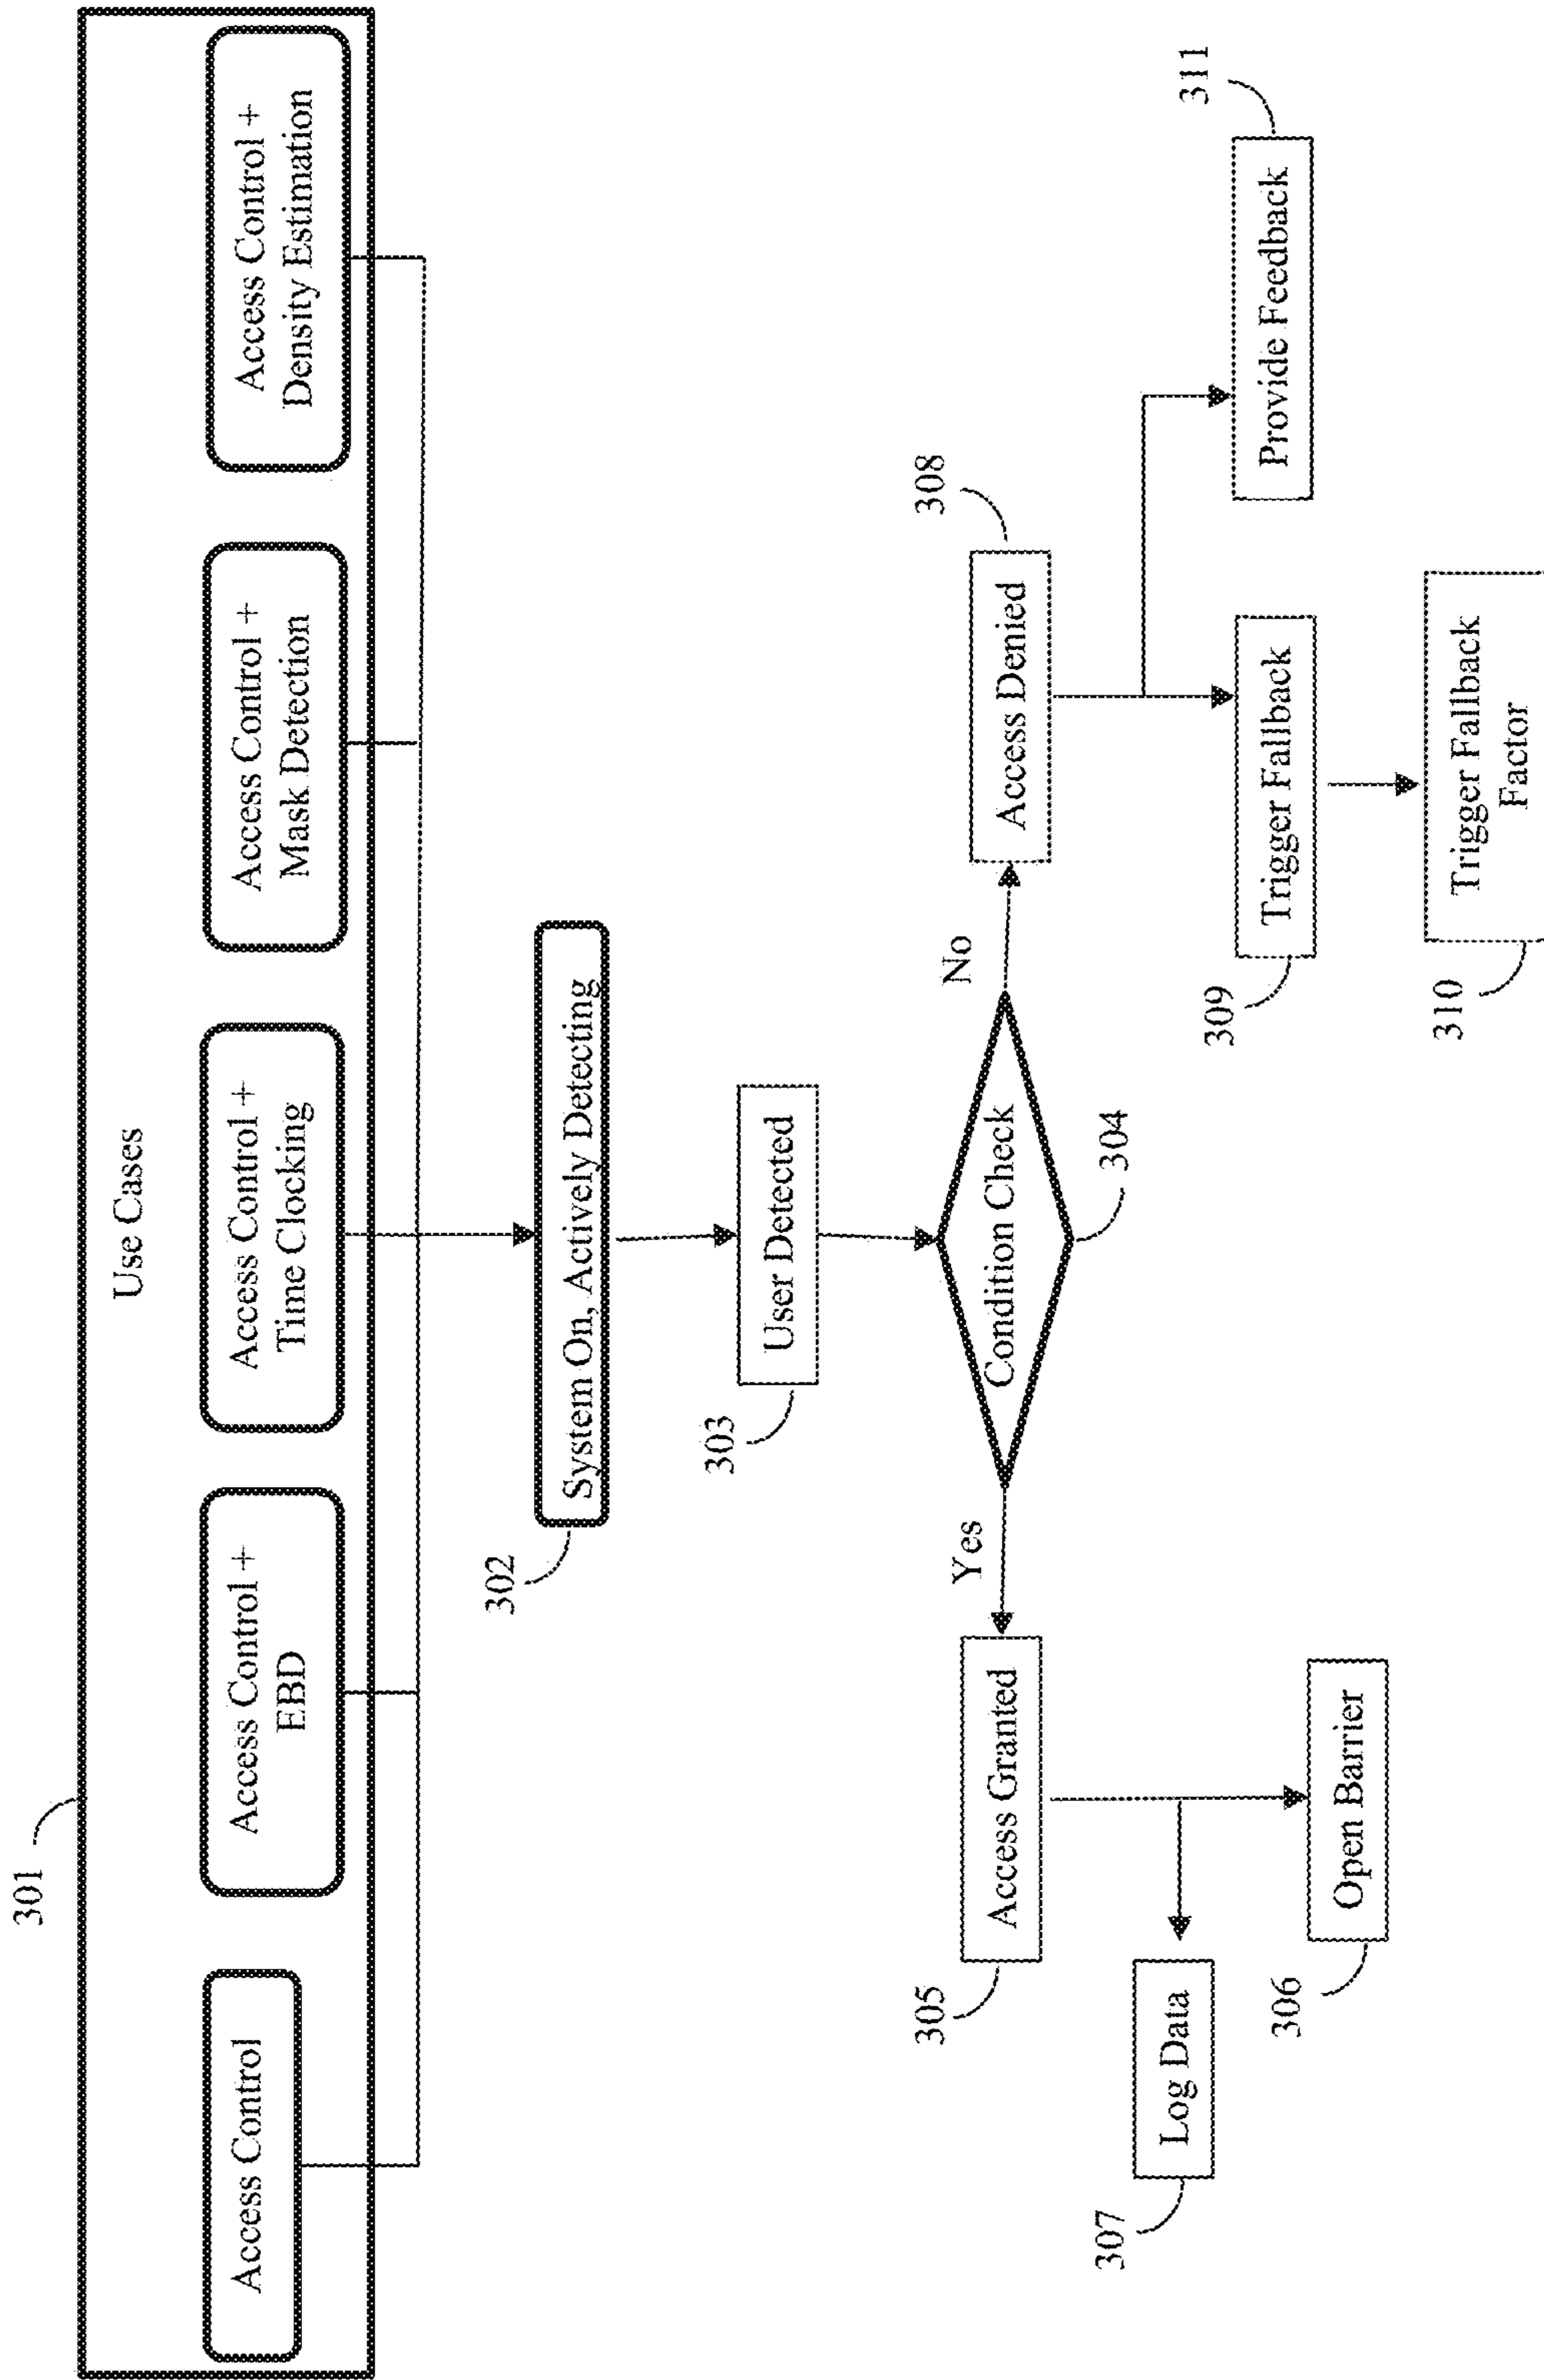 301
Use Cases
Access Control
Access Control +
EBD
Access Control +
Time Clocking
Access Control +
Mask Detection
Access Control +
Density Estimation
302
System On, Actively Detecting
303
User Detected
304
Condition Check
Yes
No
305
Access Granted
308
Access Denied
307
Log Data
306
Open Barrier
309
Trigger Fallback
311
Provide Feedback
310
Trigger Fallback
Factor